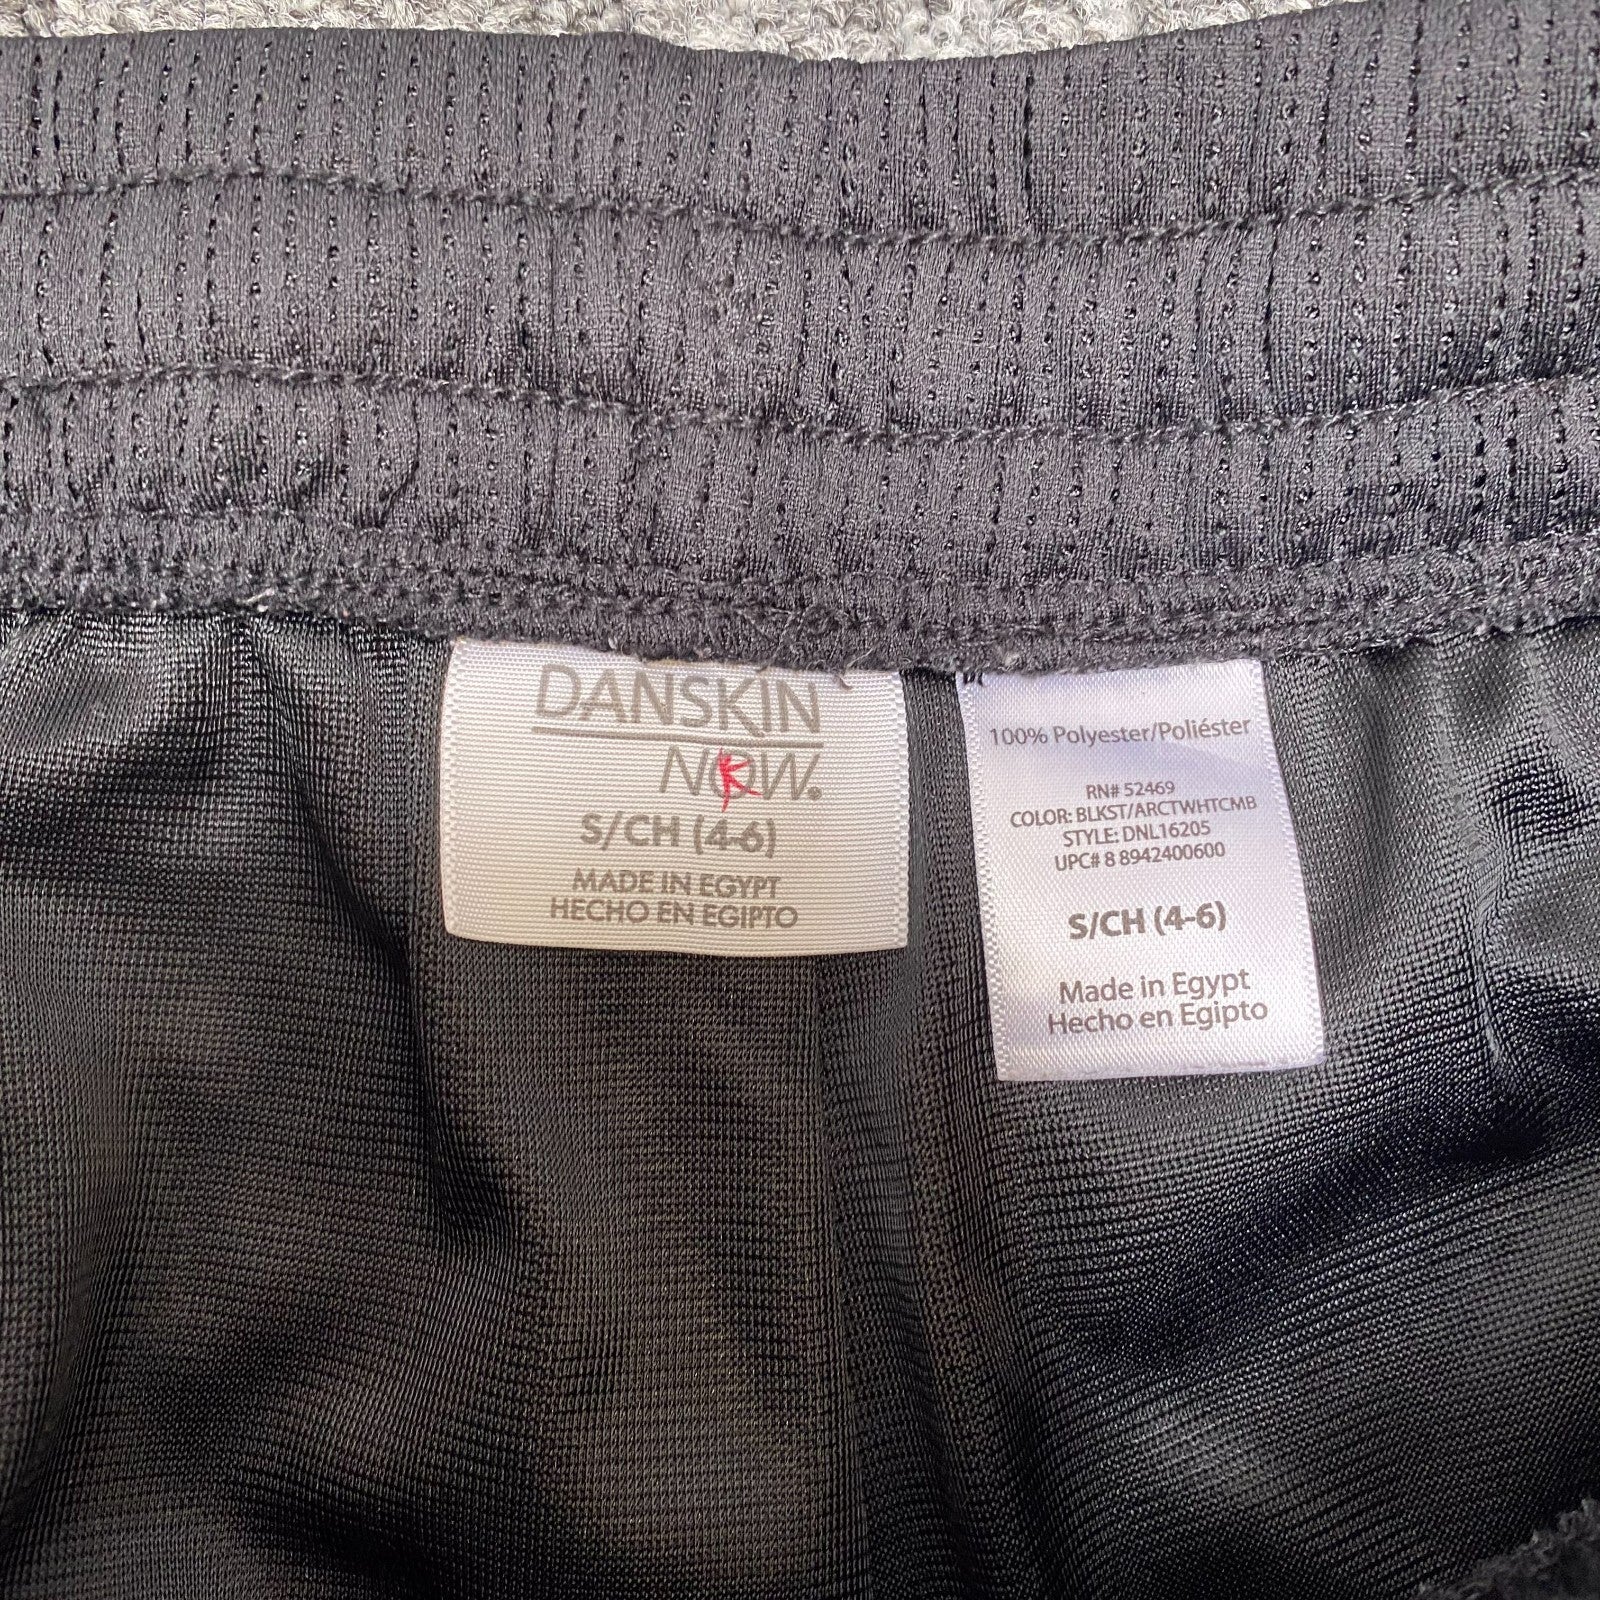 DANSKIN
NOW.
K
S/CH (4-6)
MADE IN EGYPT
HECHO EN EGIPTO
100% Polyester/Poliéster
RN# 52469
COLOR: BLKST/ARCTWHTCMB
STYLE: DNL16205
UPC# 8 8942400600
S/CH (4-6)
Made in Egypt
Hecho en Egipto